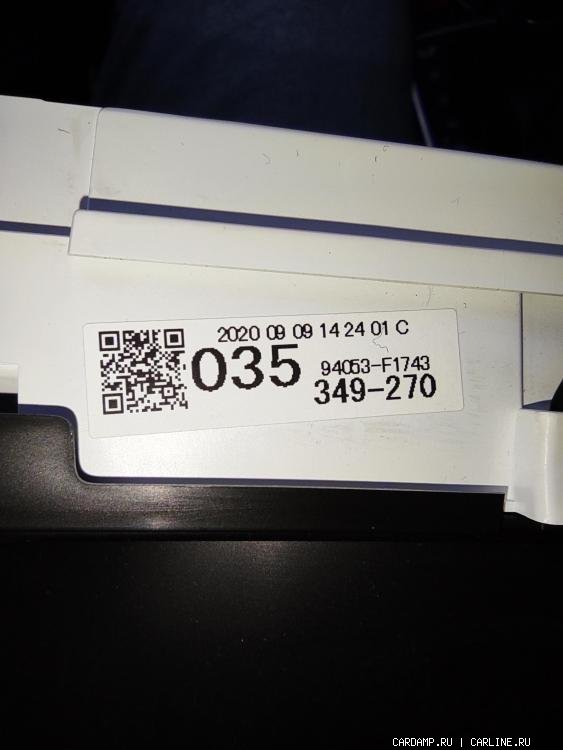 2020 09 09 14 24 01 C
035
94053-F1743
349-270
CARDAMP.RU | CARLINE.RU